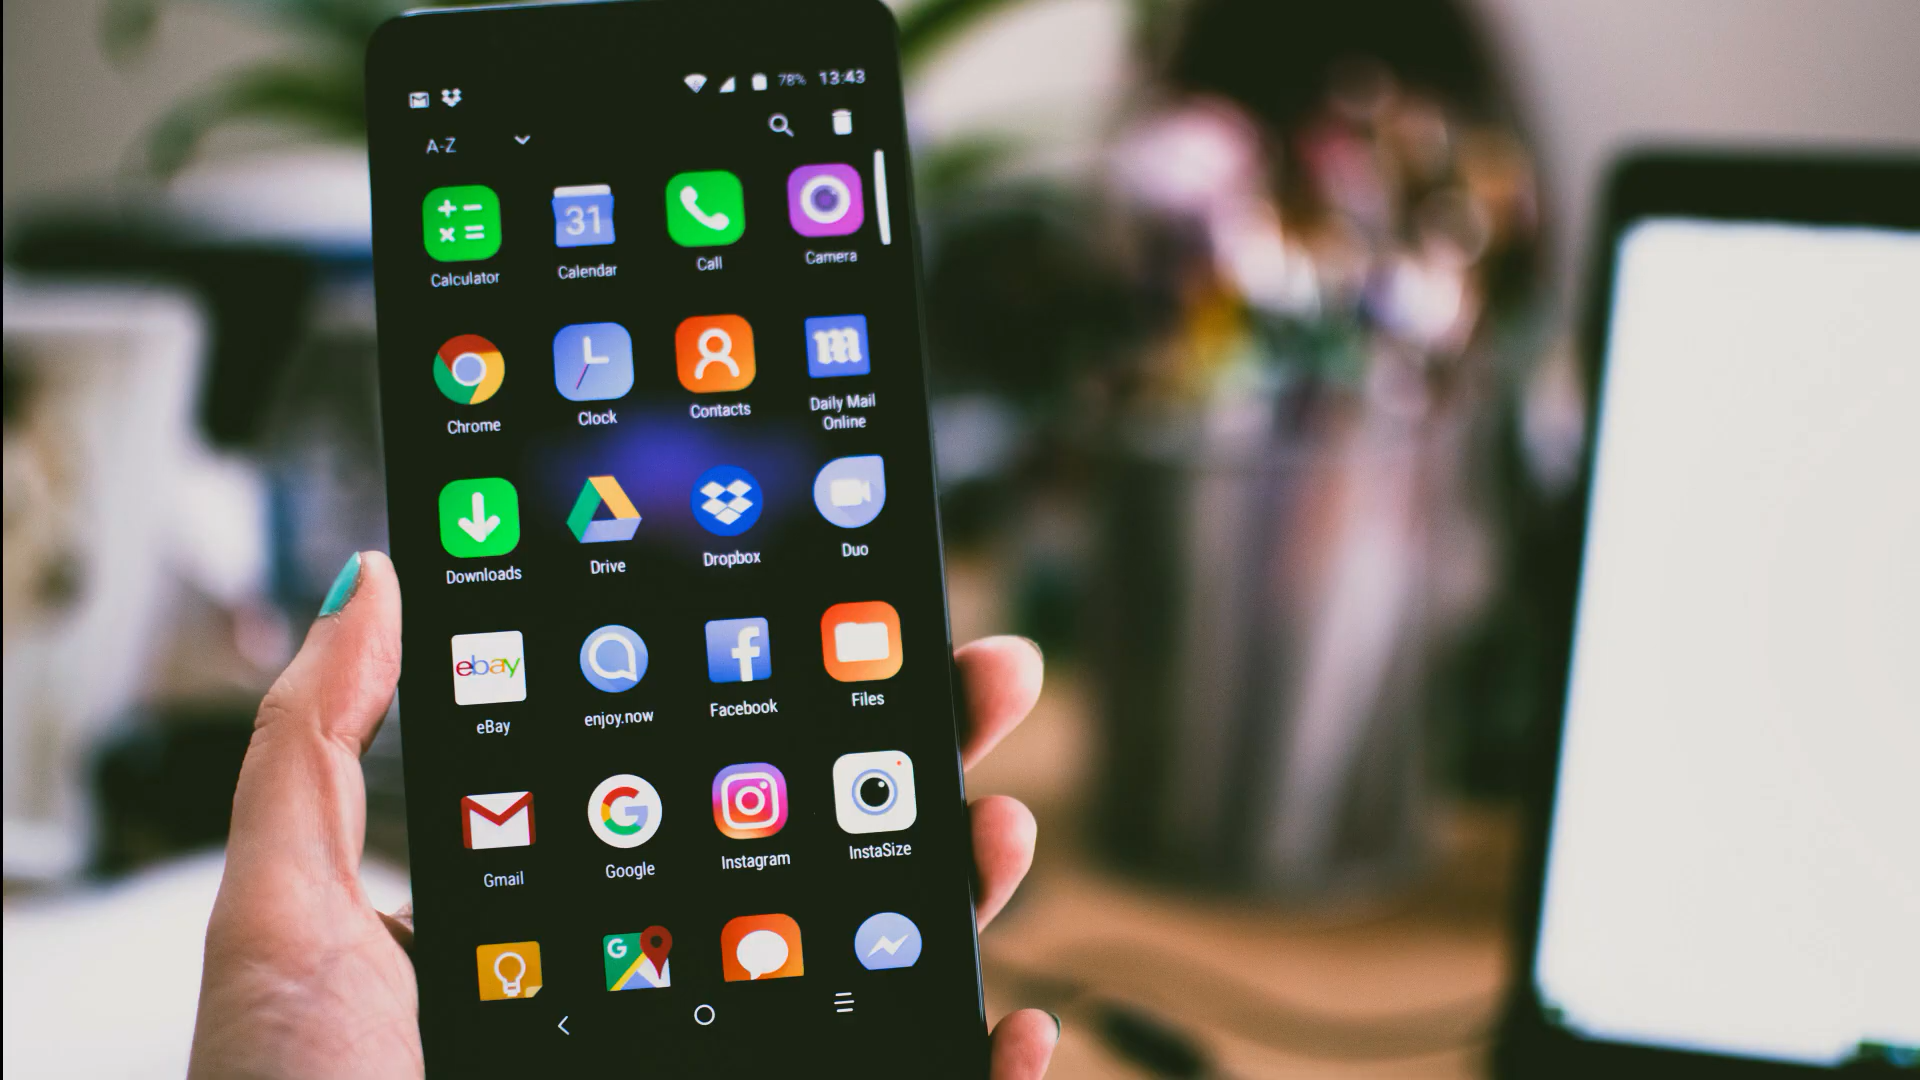 78% 13:43
A-Z
31
Calculator Calendar Call Camera
Chrome Clock Contacts Daily Mail
Online
Downloads Drive Dropbox Duo
ebay
eBay enjoy.now Facebook Files
Gmail Google Instagram InstaSize